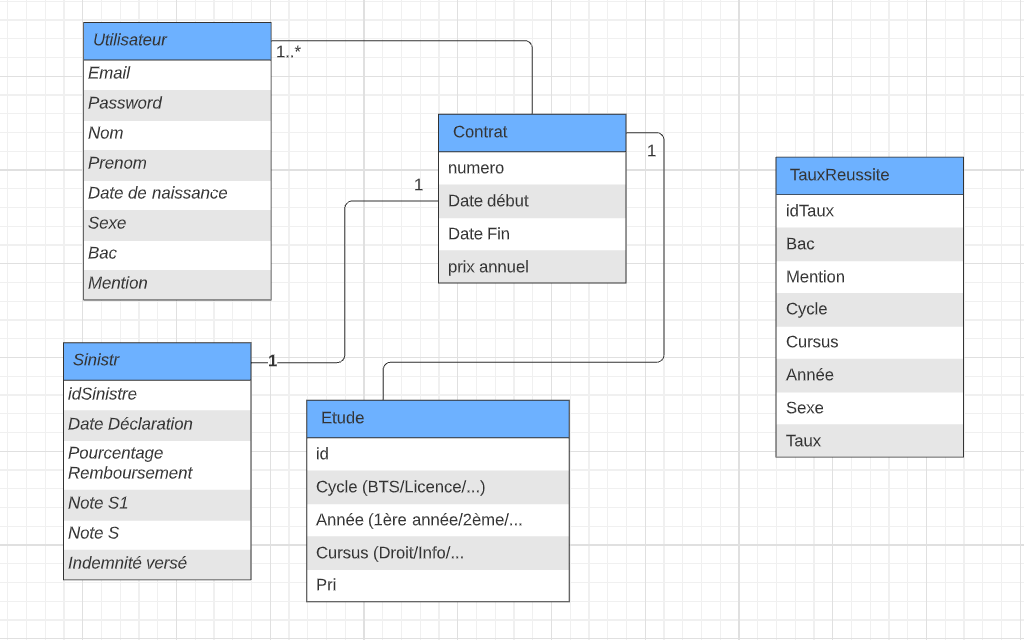 Utilisateur
Email
Password
Nom
Prenom
Date de naissance
Sexe
Bac
Mention
1..*
Contrat
numero
Date début
Date Fin
prix annuel
1
1
TauxReussite
idTaux
Bac
Mention
Cycle
Cursus
Année
Sexe
Taux
Sinistr
idSinistre
Date Déclaration
Pourcentage
Remboursement
Note S1
Note S
Indemnité versé
1
Etude
id
Cycle (BTS/Licence/...)
Année (1ère année/2ème/...
Cursus (Droit/Info/...
Pri